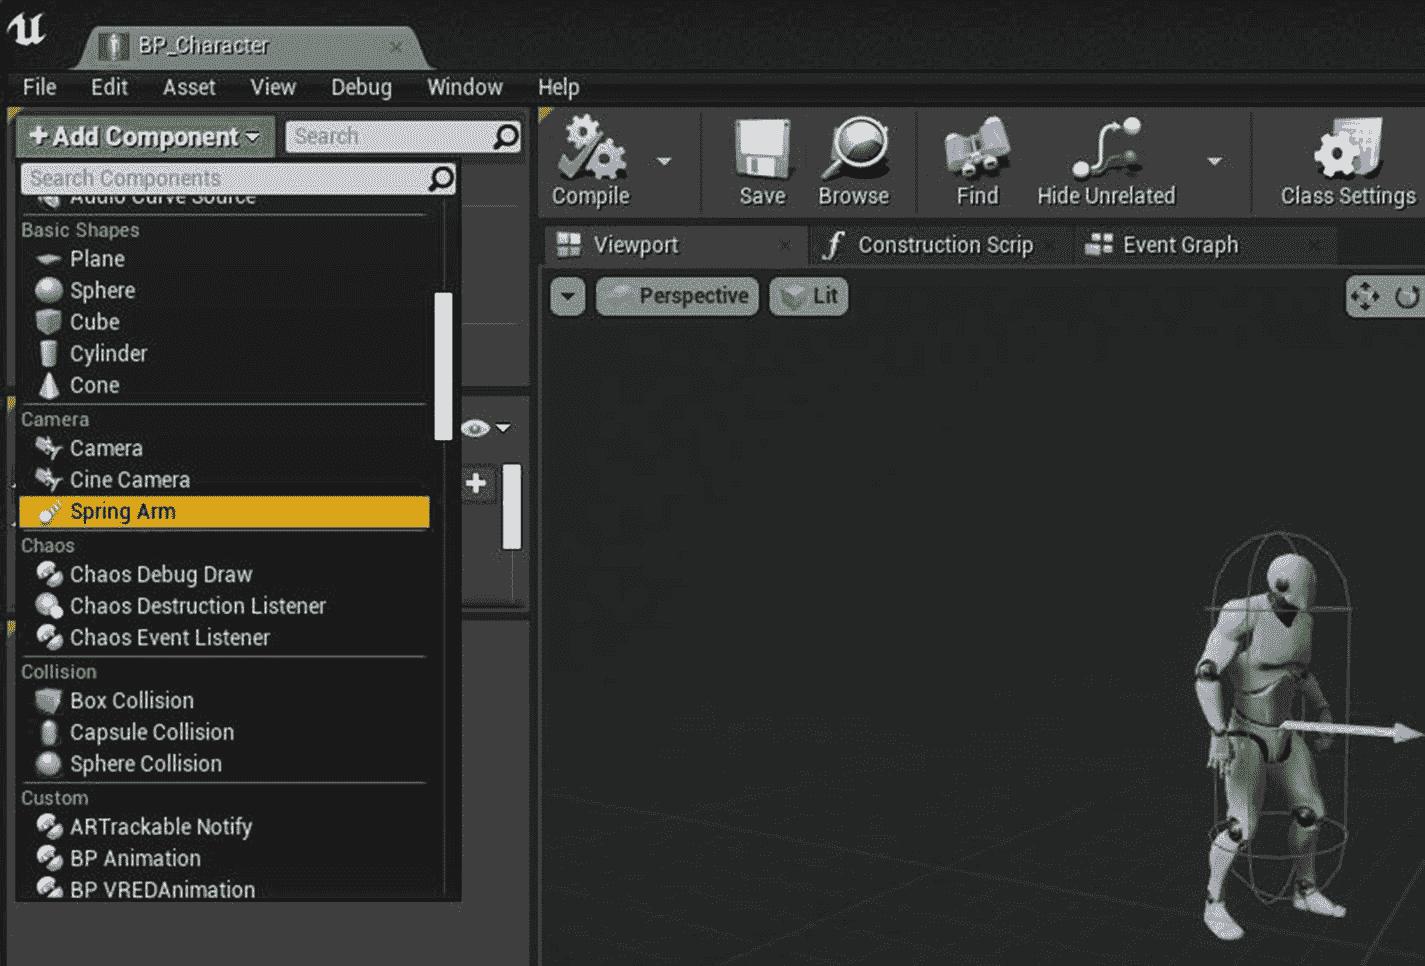 BP_Character
File Edit Asset View Debug Window Help
+Add Component
Search
Search Components
Audio Curve Source
Basic Shapes
Plane
Sphere
Cube
Cylinder
Cone
Camera
Camera
Cine Camera
Spring Arm
Chaos
Chaos Debug Draw
Chaos Destruction Listener
Chaos Event Listener
Collision
Box Collision
Capsule Collision
Sphere Collision
Custom
ARTrackable Notify
BP Animation
BP VREDAnimation
Compile
Save
Browse
Find
Hide Unrelated
Class Settings
Viewport
Construction Scrip
Event Graph
Perspective
Lit